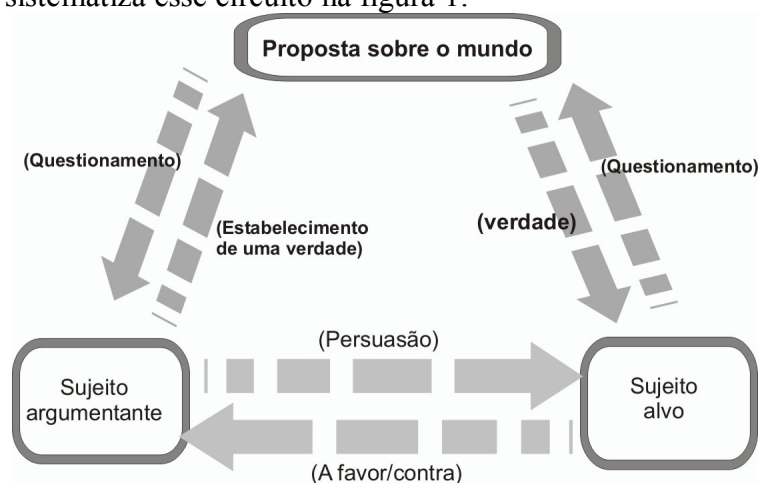 sistematiza esse circuito na figura 1.
Proposta sobre o mundo
(Questionamento)
(Questionamento)
(Estabelecimento
de uma verdade)
(verdade)
(Persuasão)
Sujeito
argumentante
Sujeito
alvo
(A favor/contra)